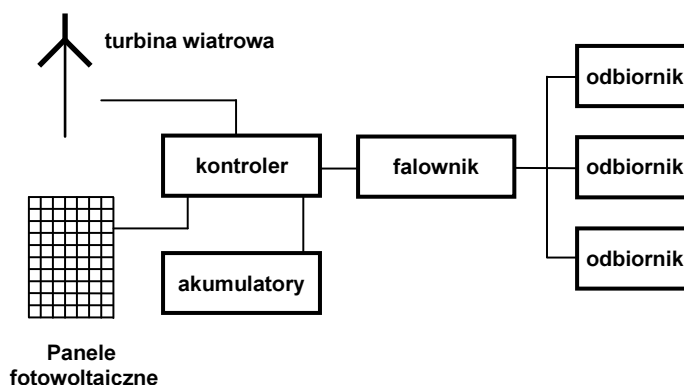 turbina wiatrowa
odbiornik
kontroler
falownik
odbiornik
akumulatory
odbiornik
Panele
fotowoltaiczne